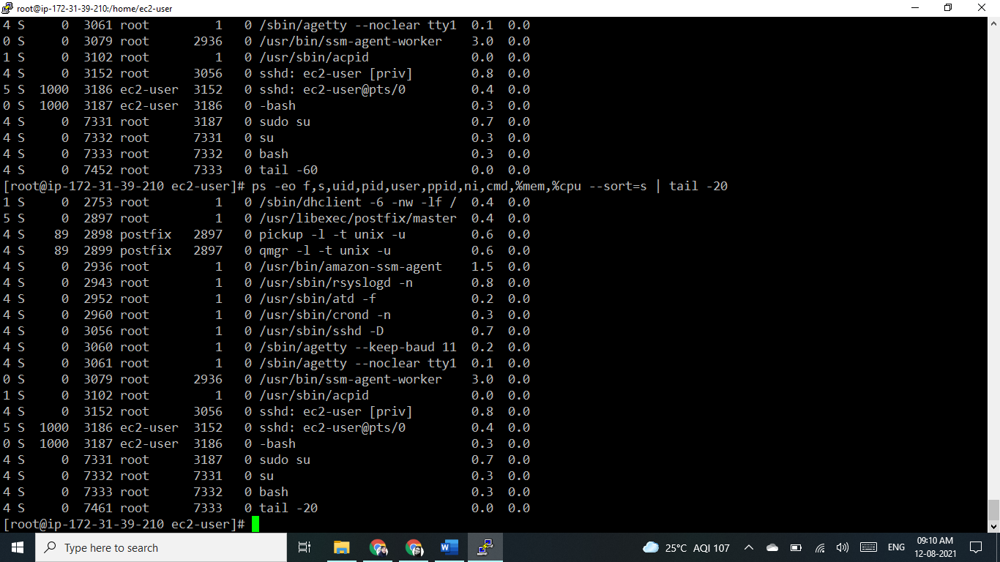 root@ip-172-31-39-210:/home/ec2-user
4 S     0  3061 root         1   0 /sbin/agetty --noclear tty1  0.1  0.0
0 S     0  3079 root      2936   0 /usr/bin/ssm-agent-worker    3.0  0.0
1 S     0  3102 root         1   0 /usr/sbin/acpid              0.0  0.0
4 S     0  3152 root      3056   0 sshd: ec2-user [priv]        0.8  0.0
5 S  1000  3186 ec2-user  3152   0 sshd: ec2-user@pts/0         0.4  0.0
0 S  1000  3187 ec2-user  3186   0 -bash                        0.3  0.0
4 S     0  7331 root      3187   0 sudo su                      0.7  0.0
4 S     0  7332 root      7331   0 su                           0.3  0.0
4 S     0  7333 root      7332   0 bash                         0.3  0.0
4 S     0  7452 root      7333   0 tail -60                     0.0  0.0
[root@ip-172-31-39-210 ec2-user]# ps -eo f,s,uid,pid,user,ppid,ni,cmd,%mem,%cpu --sort=s | tail -20
1 S     0  2753 root         1   0 /sbin/dhclient -6 -nw -lf /  0.4  0.0
5 S     0  2897 root         1   0 /usr/libexec/postfix/master  0.4  0.0
4 S    89  2898 postfix   2897   0 pickup -l -t unix -u         0.6  0.0
4 S    89  2899 postfix   2897   0 qmgr -l -t unix -u           0.6  0.0
4 S     0  2936 root         1   0 /usr/bin/amazon-ssm-agent    1.5  0.0
4 S     0  2943 root         1   0 /usr/sbin/rsyslogd -n        0.8  0.0
4 S     0  2952 root         1   0 /usr/sbin/atd -f             0.2  0.0
4 S     0  2960 root         1   0 /usr/sbin/crond -n           0.3  0.0
4 S     0  3056 root         1   0 /usr/sbin/sshd -D            0.7  0.0
4 S     0  3060 root         1   0 /sbin/agetty --keep-baud 11  0.2  0.0
4 S     0  3061 root         1   0 /sbin/agetty --noclear tty1  0.1  0.0
0 S     0  3079 root      2936   0 /usr/bin/ssm-agent-worker    3.0  0.0
1 S     0  3102 root         1   0 /usr/sbin/acpid              0.0  0.0
4 S     0  3152 root      3056   0 sshd: ec2-user [priv]        0.8  0.0
5 S  1000  3186 ec2-user  3152   0 sshd: ec2-user@pts/0         0.4  0.0
0 S  1000  3187 ec2-user  3186   0 -bash                        0.3  0.0
4 S     0  7331 root      3187   0 sudo su                      0.7  0.0
4 S     0  7332 root      7331   0 su                           0.3  0.0
4 S     0  7333 root      7332   0 bash                         0.3  0.0
4 S     0  7461 root      7333   0 tail -20                     0.0  0.0
[root@ip-172-31-39-210 ec2-user]#
Type here to search
25°C AQI 107
ENG
09:10 AM
12-08-2021